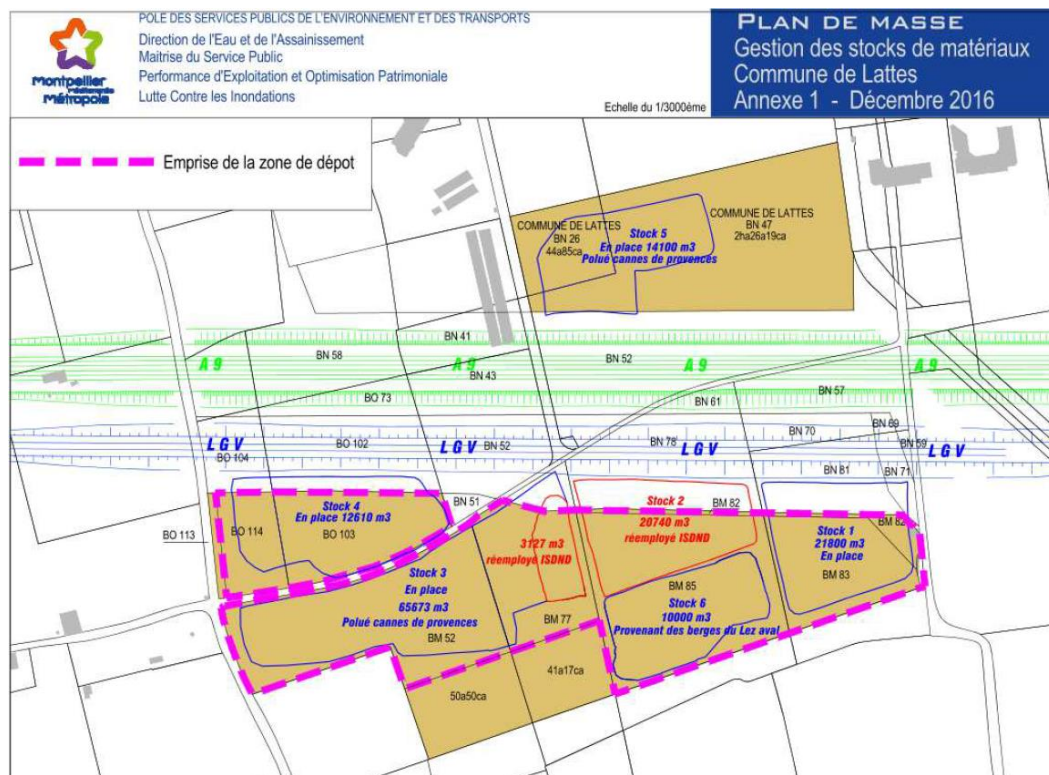 POLE DES SERVICES PUBLICS DE L'ENVIRONNEMENT ET DES TRANSPORTS
Direction de l'Eau et de l'Assainissement
Maitrise du Service Public
Performance d'Exploitation et Optimisation Patrimoniale
Lutte Contre les Inondations
montpellier
Méditerranée
métropole
Echelle du 1/3000ème
PLAN DE MASSE
Gestion des stocks de matériaux
Commune de Lattes
Annexe 1 - Décembre 2016
Emprise de la zone de dépot
COMMUNE DE LATTES
BN 26
44a85ca
Stock 5
En place 14100 m3
Polué cannes de provences
COMMUNE DE LATTES
BN 47
2ha26a19ca
BN 41
BN 58
BN 52
A 9
A 9
A 9
A 9
BN 43
BO 73
BN 61
BN 57
BN 69
BO 102
BN 52
BN 78
BN 70
BN 59
L G V
L G V
L G V
L G V
BO 104
BN 81
BN 71
BN 51
Stock 4
En place 12610 m3
BO 113
BO 114
BO 103
Stock 2
BM 82
20740 m3
réemployé ISDND
3127 m3
réemployé ISDND
Stock 1
21800 m3
En place
BM 82
BM 83
Stock 3
En place
65673 m3
Polué cannes de provences
BM 52
BM 77
BM 85
Stock 6
10000 m3
Provenant des berges du Lez aval
41a17ca
50a50ca